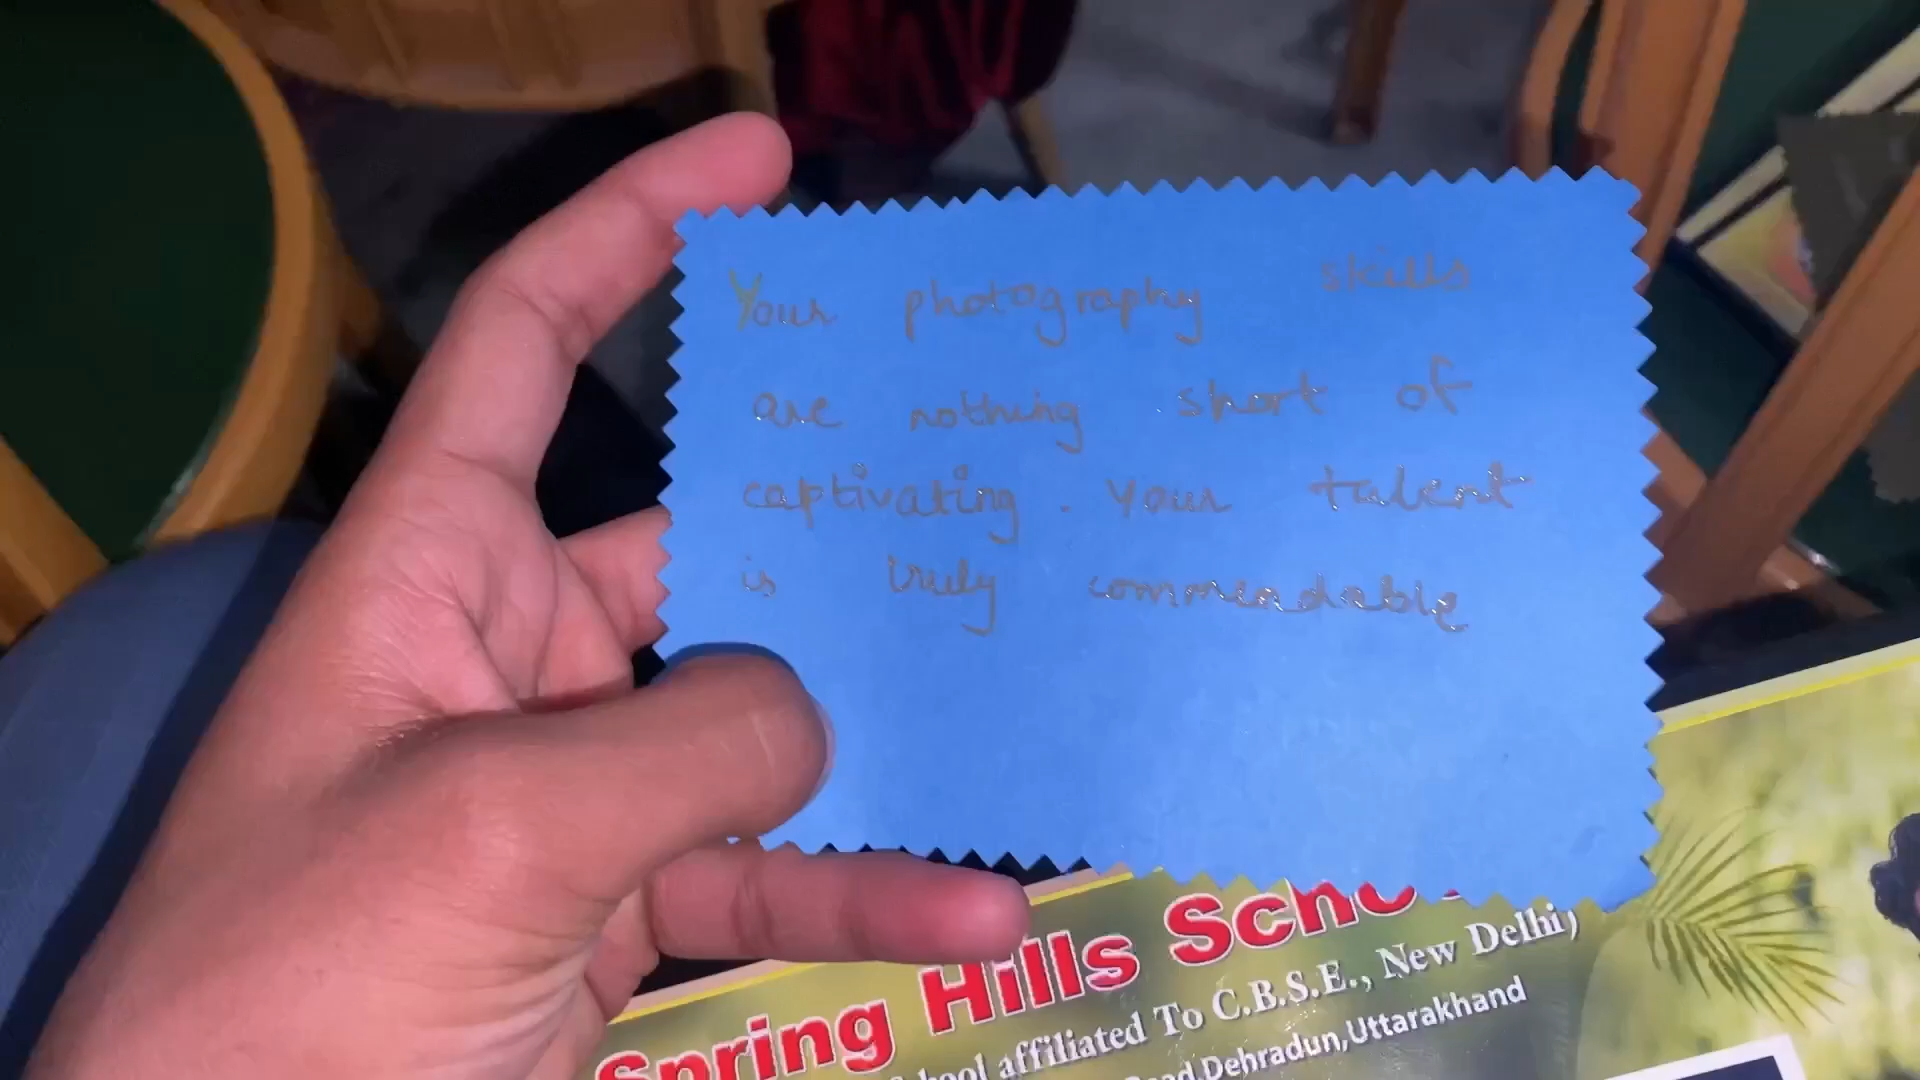 Your photography skills
are nothing short of
captivating. Your talent
is truly commendable
Spring Hills
affiliated To C.B.S.E., New Delhi)
Dehradun,Uttarakhand